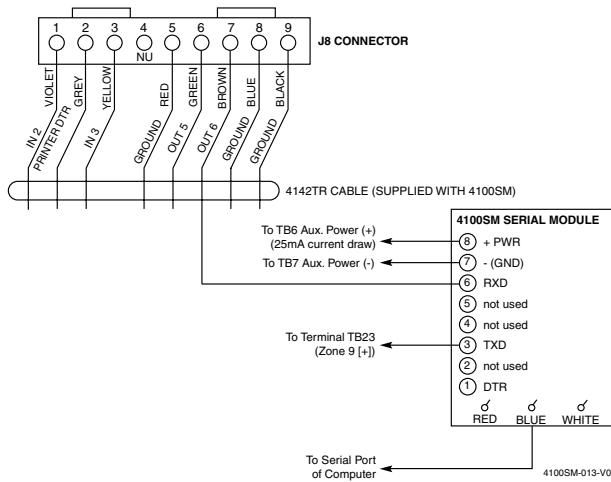 1 2 3 4 5 6 7 8 9
J8 CONNECTOR
NU
VIOLET
GREY
YELLOW
RED
GREEN
BROWN
BLUE
BLACK
IN 2
PRINTER DTR
IN 3
GROUND
OUT 5
OUT 6
GROUND
GROUND
4142TR CABLE (SUPPLIED WITH 4100SM)
To TB6 Aux. Power (+)
(25mA current draw)
To TB7 Aux. Power (-)
To Terminal TB23
(Zone 9 [+])
4100SM SERIAL MODULE
8 + PWR
7 - (GND)
6 RXD
5 not used
4 not used
3 TXD
2 not used
1 DTR
RED BLUE WHITE
To Serial Port
of Computer
4100SM-013-V0